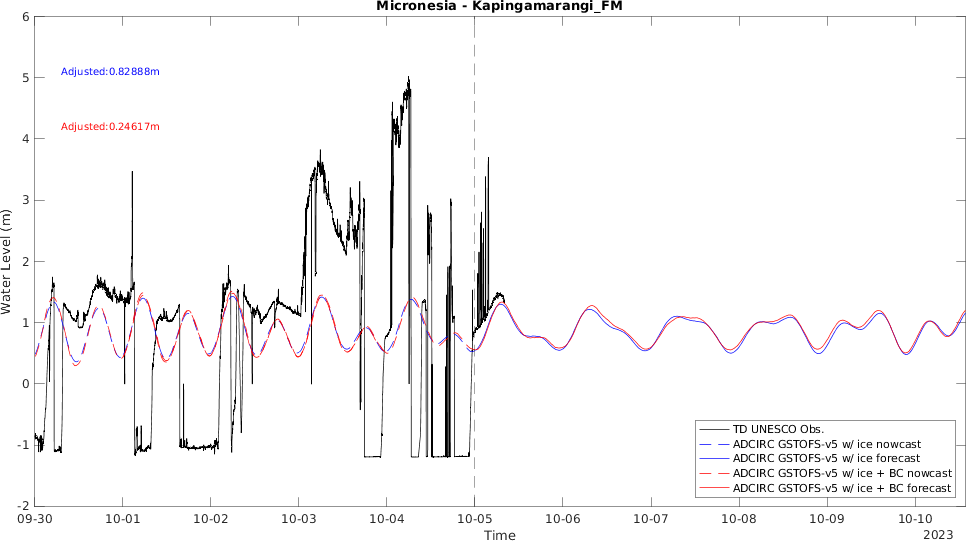 Micronesia - Kapingamarangi_FM
6
5
4
3
2
1
0
-1
-2
Water Level (m)
Adjusted:0.82888m
Adjusted:0.24617m
TD UNESCO Obs.
ADCIRC GSTOFS-v5 w/ ice nowcast
ADCIRC GSTOFS-v5 w/ ice forecast
ADCIRC GSTOFS-v5 w/ ice + BC nowcast
ADCIRC GSTOFS-v5 w/ ice + BC forecast
09-30 10-01 10-02 10-03 10-04 10-05 10-06 10-07 10-08 10-09 10-10
Time
2023